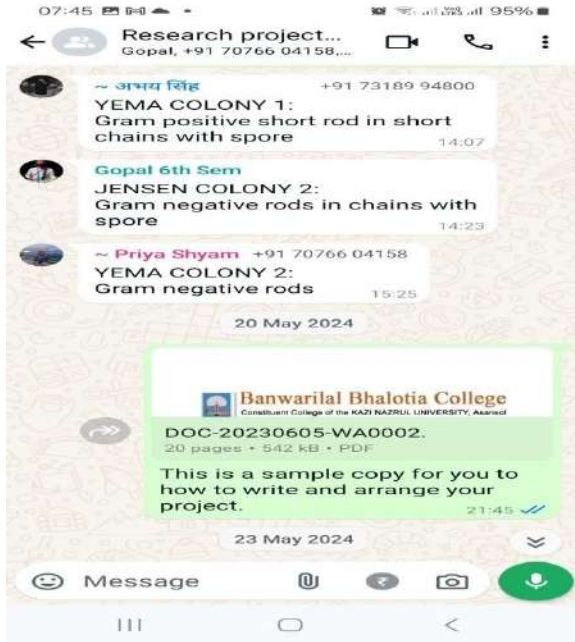 07:45 95%
Research project...
Gopal, +91 70766 04158,...
~ अभय सिंह +91 73189 94800
YEMA COLONY 1:
Gram positive short rod in short
chains with spore
14:07
Gopal 6th Sem
JENSEN COLONY 2:
Gram negative rods in chains with
spore
14:23
~ Priya Shyam +91 70766 04158
YEMA COLONY 2:
Gram negative rods
15:25
20 May 2024
Banwarilal Bhalotia College
Constituent College of the KAZI NAZRUL UNIVERSITY, Asansol
DOC-20230605-WA0002.
20 pages • 542 kB • PDF
This is a sample copy for you to
how to write and arrange your
project.
21:45
23 May 2024
Message